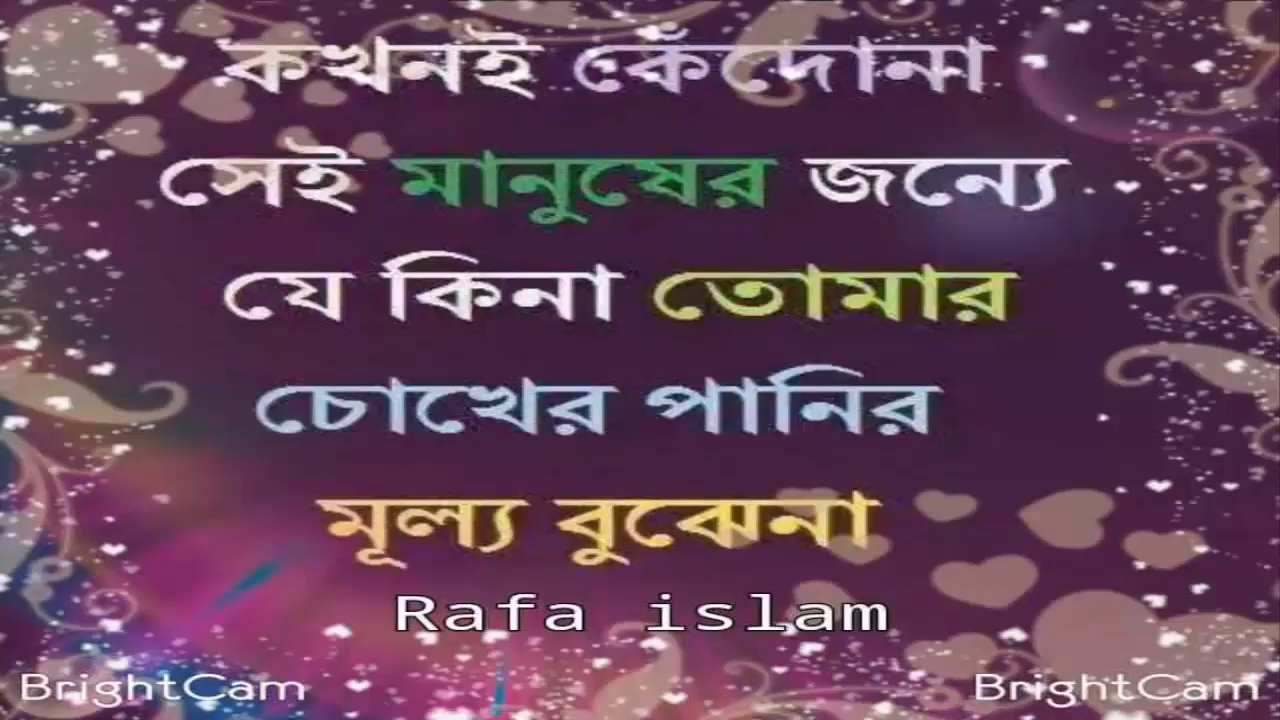 কখনই কেঁদোনা
সেই মানুষের জন্যে
যে কিনা তোমার
চোখের পানির
মূল্য বুঝেনা
Rafa islam
BrightCam BrightCam